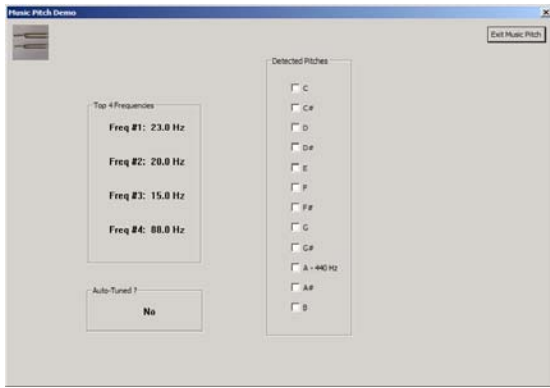 Music Pitch Demo
Exit Music Pitch
Top 4 Frequencies
Freq #1: 23.0 Hz
Freq #2: 20.0 Hz
Freq #3: 15.0 Hz
Freq #4: 88.0 Hz
Auto-Tuned ?
No
Detected Pitches
C
C#
D
D#
E
F
F#
G
G#
A - 440 Hz
A#
B